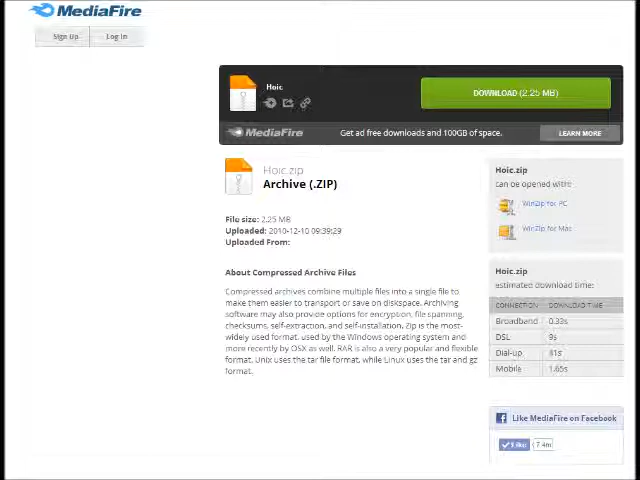 MediaFire
Sign Up
Log In
Hoic
DOWNLOAD (2.25 MB)
MediaFire
Get ad free downloads and 100GB of space.
LEARN MORE
Hoic.zip
Archive (.ZIP)
File size: 2.25 MB
Uploaded: 2010-12-10 09:39:29
Uploaded From:
About Compressed Archive Files
Compressed archives combine multiple files into a single file to
make them easier to transport or save on diskspace. Archiving
software may also provide options for encryption, file spanning,
checksums, self-extraction, and self-installation. Zip is the most-
widely used format, used by the Windows operating system and
more recently by OSX as well. RAR is also a very popular and flexible
format. Unix uses the tar file format, while Linux uses the tar and gz
format.
Hoic.zip
can be opened with:
WinZip for PC
WinZip for Mac
Hoic.zip
estimated download time:
CONNECTION DOWNLOAD TIME
Broadband 0.33s
DSL 9s
Dial-up 81s
Mobile 1.65s
Like MediaFire on Facebook
Like 7.4m